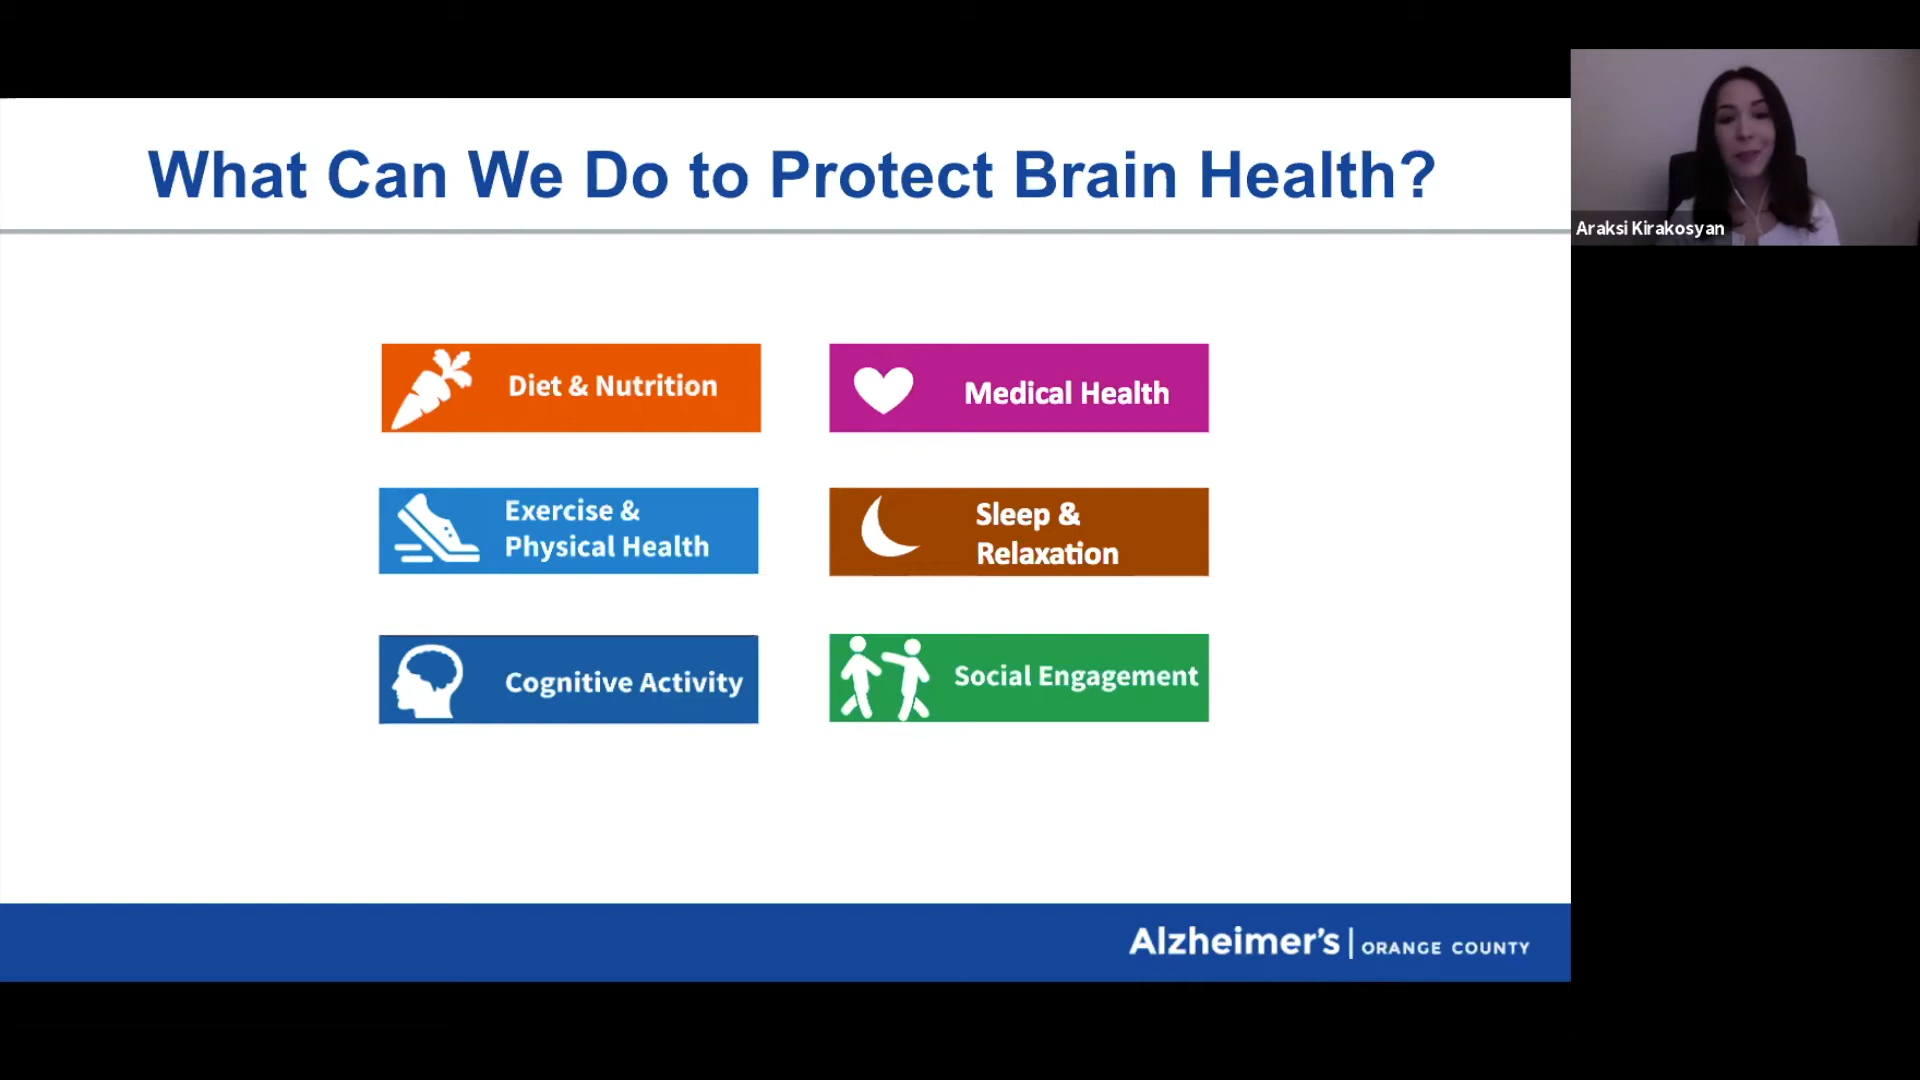 What Can We Do to Protect Brain Health?
Araksi Kirakosyan
Diet & Nutrition
Medical Health
Exercise &
Physical Health
Sleep &
Relaxation
Cognitive Activity
Social Engagement
Alzheimer's | ORANGE COUNTY